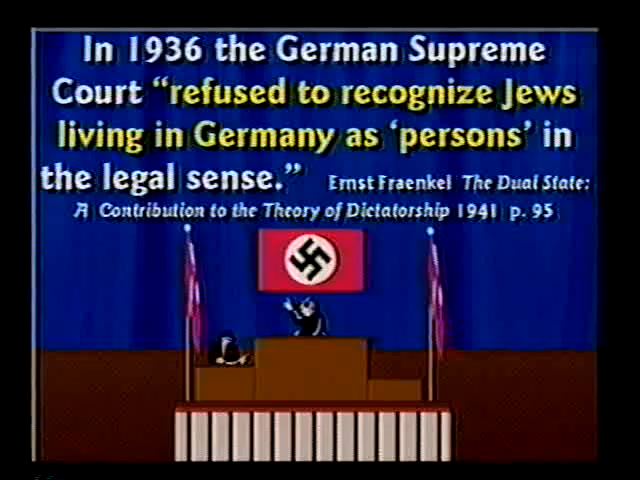 In 1936 the German Supreme
Court “refused to recognize Jews
living in Germany as ‘persons’ in
the legal sense.” Ernst Fraenkel The Dual State:
A Contribution to the Theory of Dictatorship 1941 p. 95